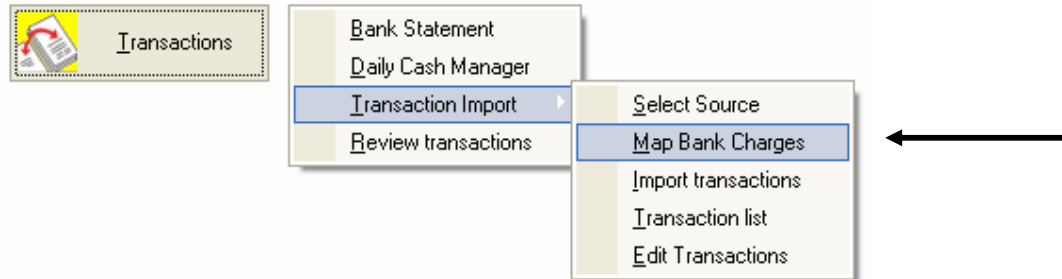 Transactions
Bank Statement
Daily Cash Manager
Transaction Import
Review transactions
Select Source
Map Bank Charges
Import transactions
Transaction list
Edit Transactions